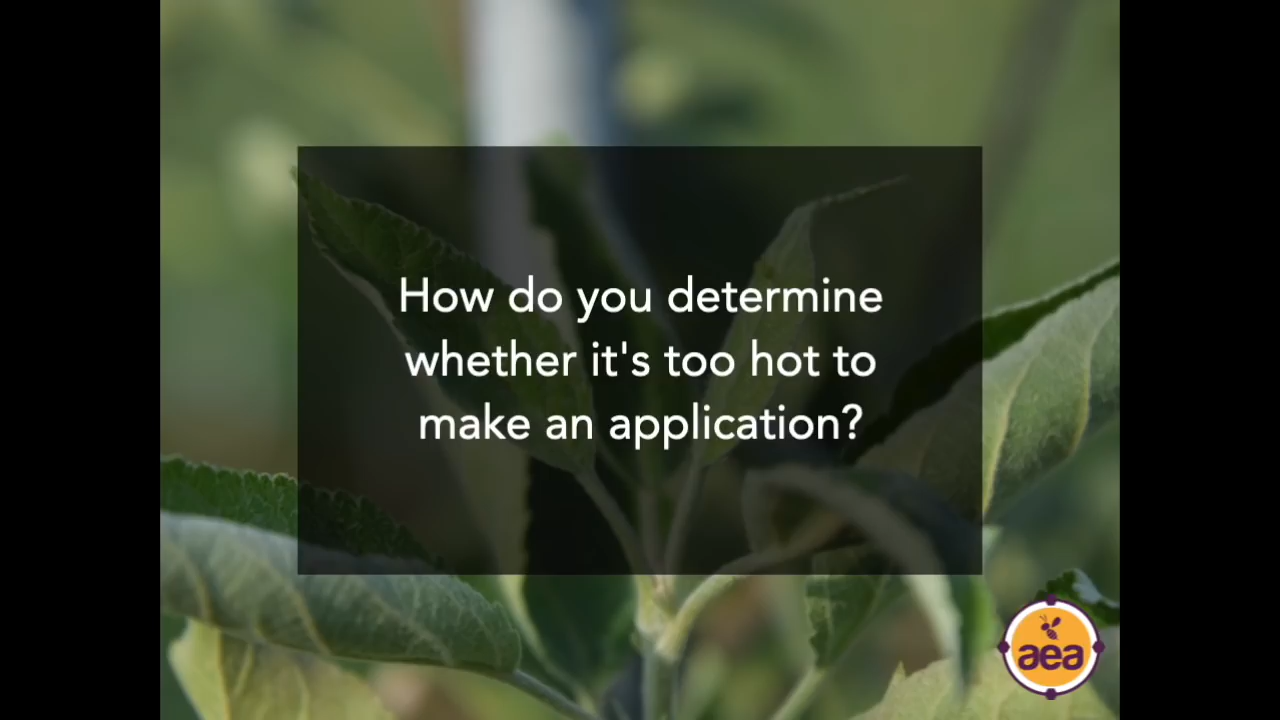 How do you determine
whether it's too hot to
make an application?
aea